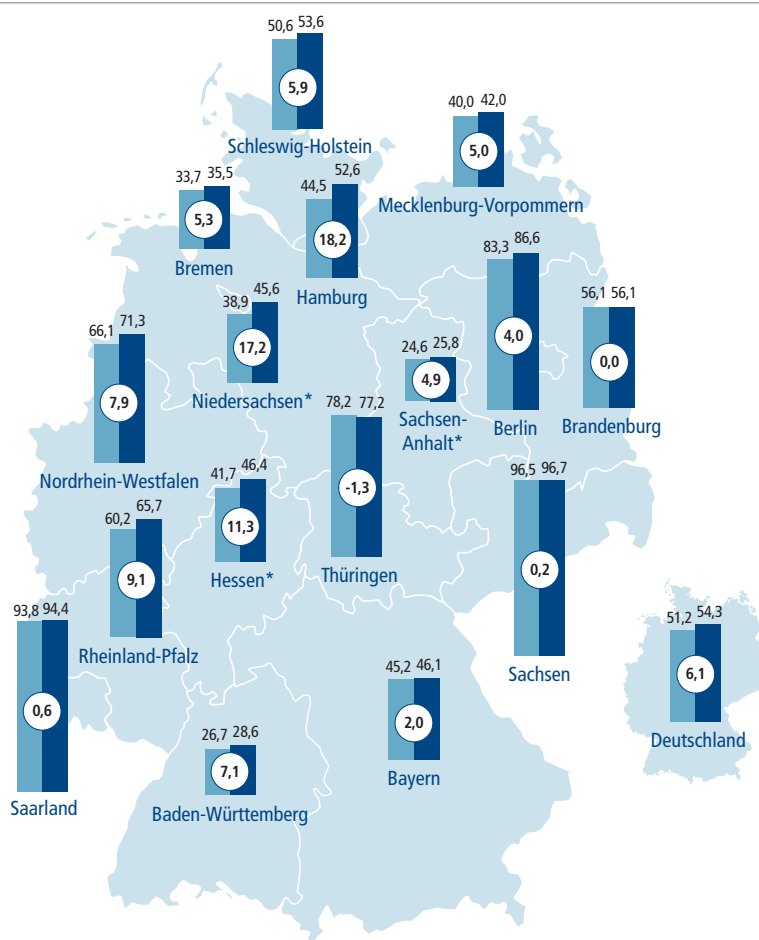 50,6 53,6
5,9
Schleswig-Holstein
40,0 42,0
5,0
Mecklenburg-Vorpommern
33,7 35,5
5,3
Bremen
44,5 52,6
18,2
Hamburg
83,3 86,6
4,0
Berlin
38,9 45,6
17,2
Niedersachsen*
56,1 56,1
0,0
Brandenburg
66,1 71,3
7,9
Nordrhein-Westfalen
24,6 25,8
4,9
Sachsen-
Anhalt*
78,2 77,2
-1,3
Thüringen
41,7 46,4
11,3
Hessen*
96,5 96,7
0,2
Sachsen
60,2 65,7
9,1
Rheinland-Pfalz
51,2 54,3
6,1
Deutschland
93,8 94,4
0,6
Saarland
45,2 46,1
2,0
Bayern
26,7 28,6
7,1
Baden-Württemberg